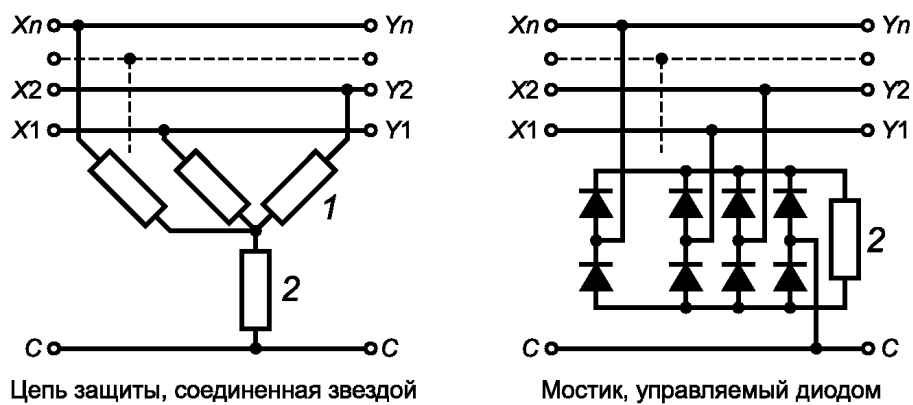 Xn Yn Xn Yn
X2 Y2 X2 Y2
X1 Y1 X1 Y1
1
2 2
C C C C
Цепь защиты, соединенная звездой Мостик, управляемый диодом